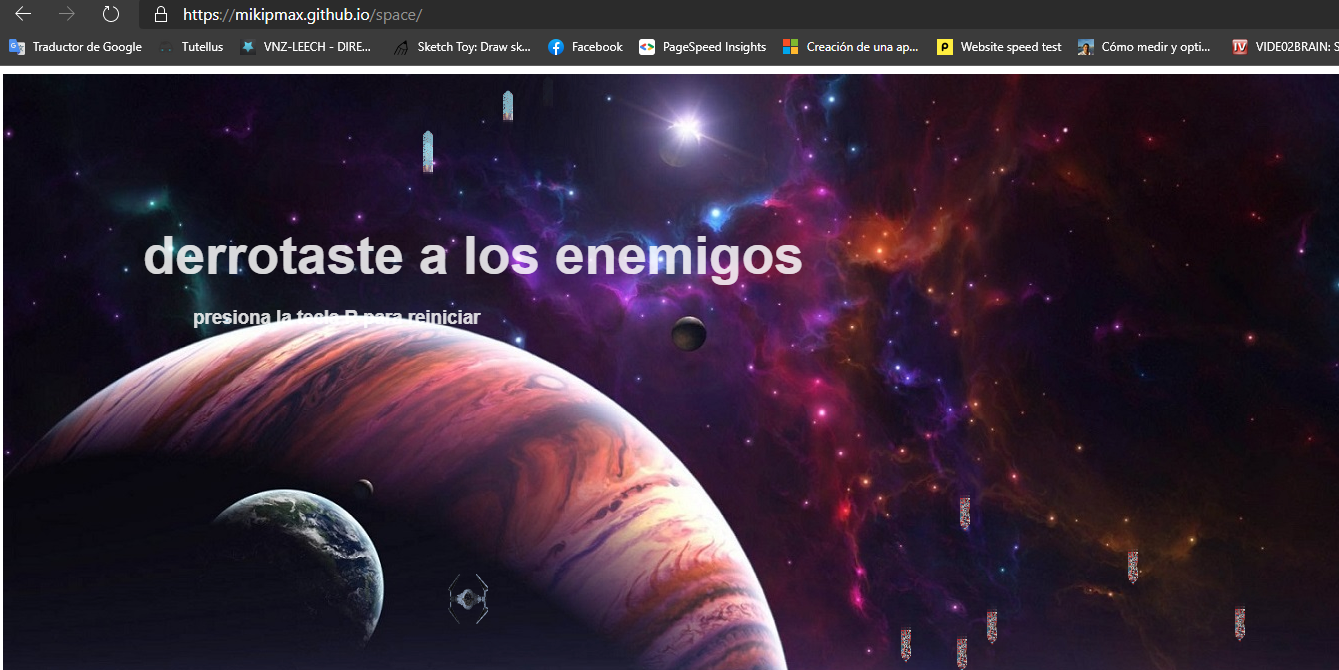 https://mikipmax.github.io/space/
Traductor de Google Tutellus VNZ-LEECH - DIRE... Sketch Toy: Draw sk... Facebook PageSpeed Insights Creación de una ap... Website speed test Cómo medir y opti... VIDE02BRAIN: S
derrotaste a los enemigos
presiona la tecla R para reiniciar